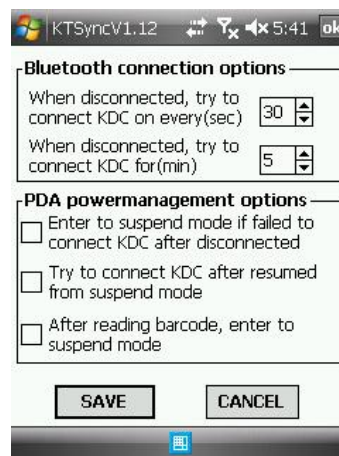 KTSyncV1.12 5:41 ok
Bluetooth connection options
When disconnected, try to
connect KDC on every(sec) 30
When disconnected, try to
connect KDC for(min) 5
PDA powermanagement options
Enter to suspend mode if failed to
connect KDC after disconnected
Try to connect KDC after resumed
from suspend mode
After reading barcode, enter to
suspend mode
SAVE CANCEL